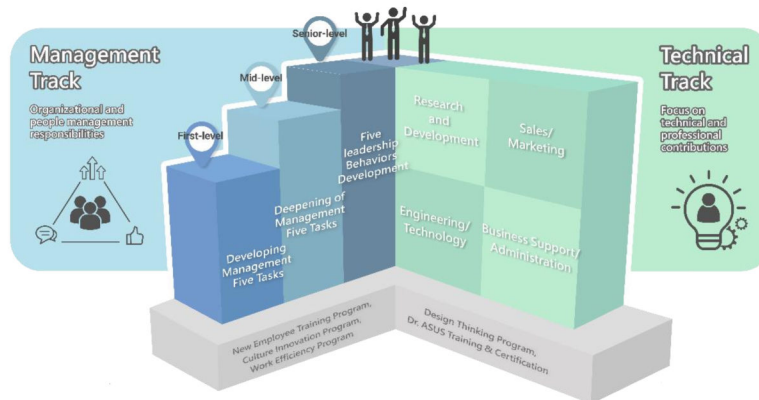 Management
Track
Organizational and
people management
responsibilities
First-level
Mid-level
Senior-level
Developing
Management
Five Tasks
Deepening of
Management
Five Tasks
Five
leadership
Behaviors
Development
Research
and
Development
Sales/
Marketing
Engineering/
Technology
Business Support/
Administration
Technical
Track
Focus on
technical and
professional
contributions
New Employee Training Program,
Culture Innovation Program,
Work Efficiency Program
Design Thinking Program,
Dr. ASUS Training & Certification